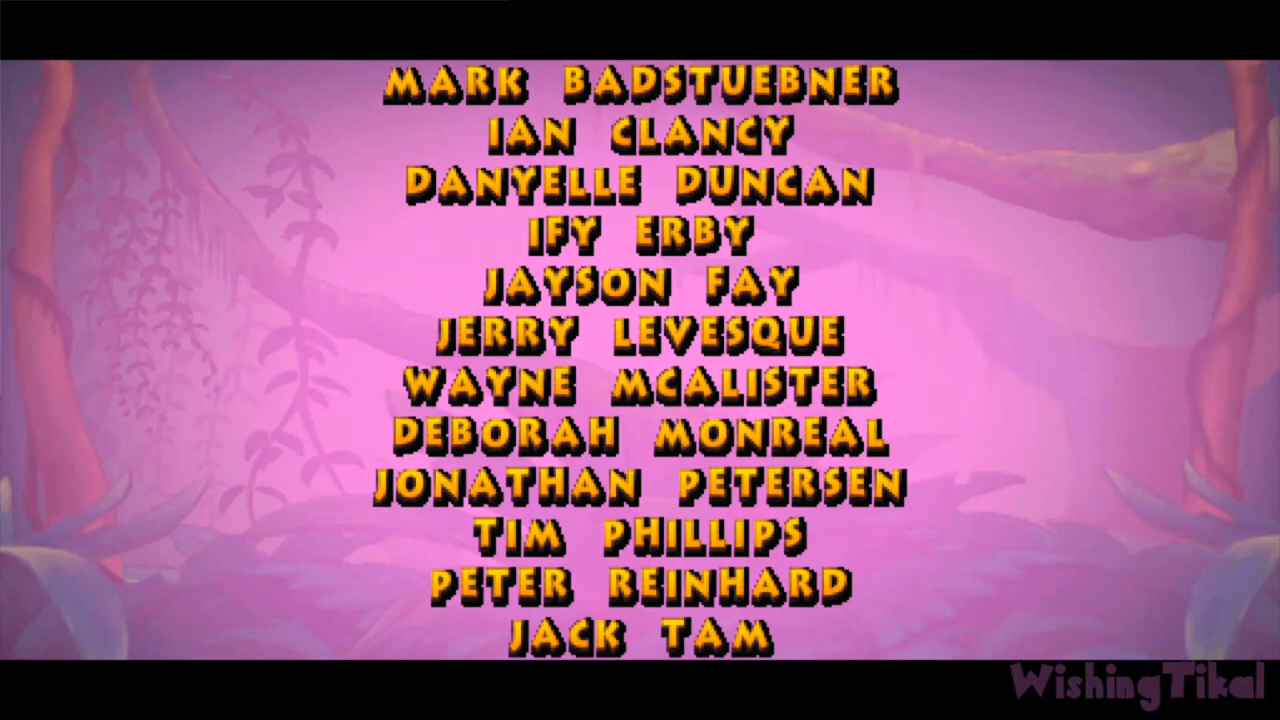 MARK BADSTUEBNER
IAN CLANCY
DANYELLE DUNCAN
IFY ERBY
JAYSON FAY
JERRY LEVESQUE
WAYNE MCALISTER
DEBORAH MONREAL
JONATHAN PETERSEN
TIM PHILLIPS
PETER REINHARD
JACK TAM
WishingTikal